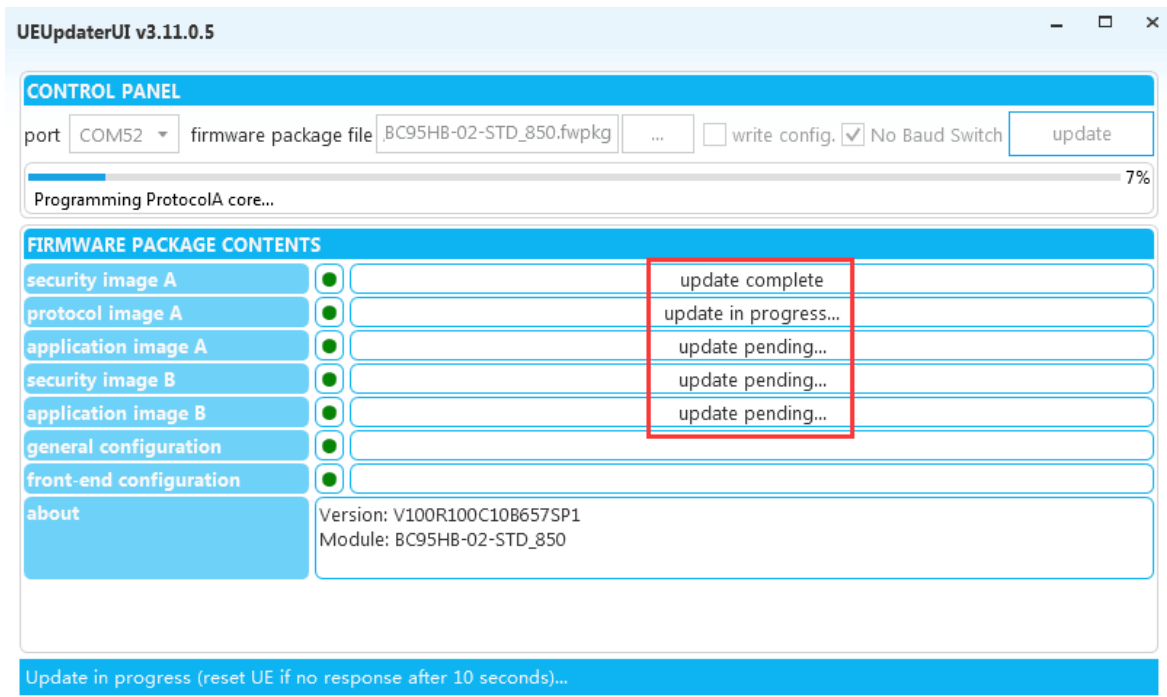 UEUpdaterUI v3.11.0.5
CONTROL PANEL
port COM52 firmware package file .BC95HB-02-STD_850.fwpkg ... write config. No Baud Switch update
7%
Programming ProtocolA core...
FIRMWARE PACKAGE CONTENTS
security image A update complete
protocol image A update in progress...
application image A update pending...
security image B update pending...
application image B update pending...
general configuration
front-end configuration
about Version: V100R100C10B657SP1
Module: BC95HB-02-STD_850
Update in progress (reset UE if no response after 10 seconds)...